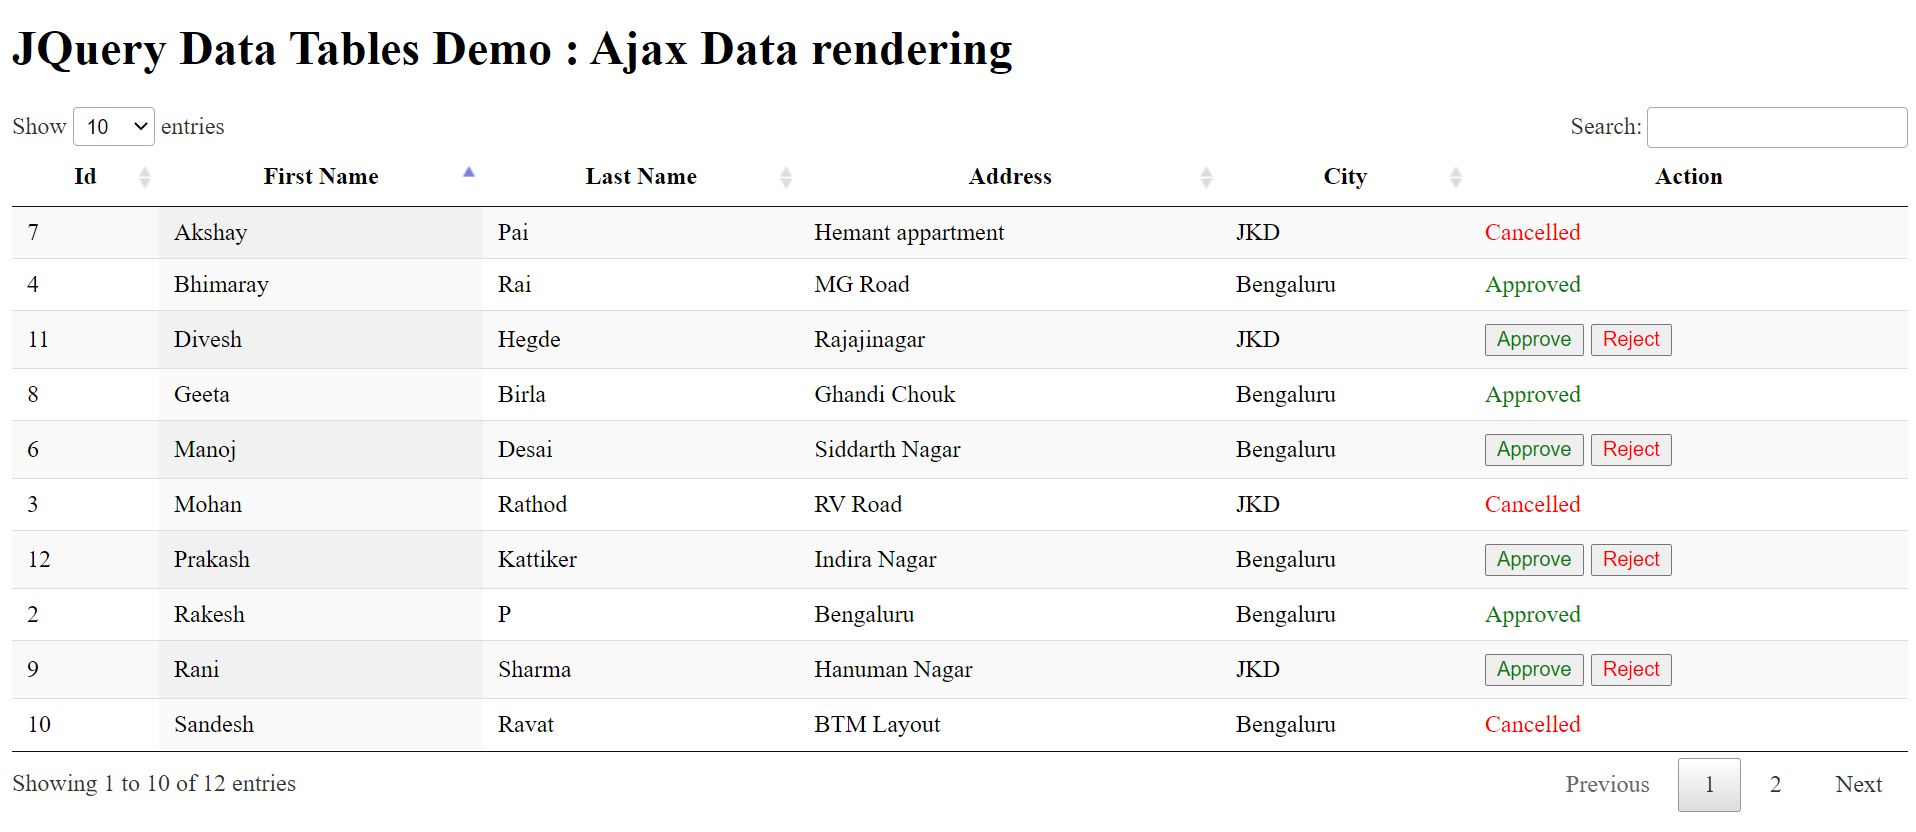 JQuery Data Tables Demo : Ajax Data rendering
Show 10 entries Search:
Id First Name Last Name Address City Action
7 Akshay Pai Hemant appartment JKD Cancelled
4 Bhimaray Rai MG Road Bengaluru Approved
11 Divesh Hegde Rajajinagar JKD Approve Reject
8 Geeta Birla Ghandi Chouk Bengaluru Approved
6 Manoj Desai Siddarth Nagar Bengaluru Approve Reject
3 Mohan Rathod RV Road JKD Cancelled
12 Prakash Kattiker Indira Nagar Bengaluru Approve Reject
2 Rakesh P Bengaluru Bengaluru Approved
9 Rani Sharma Hanuman Nagar JKD Approve Reject
10 Sandesh Ravat BTM Layout Bengaluru Cancelled
Showing 1 to 10 of 12 entries Previous 1 2 Next